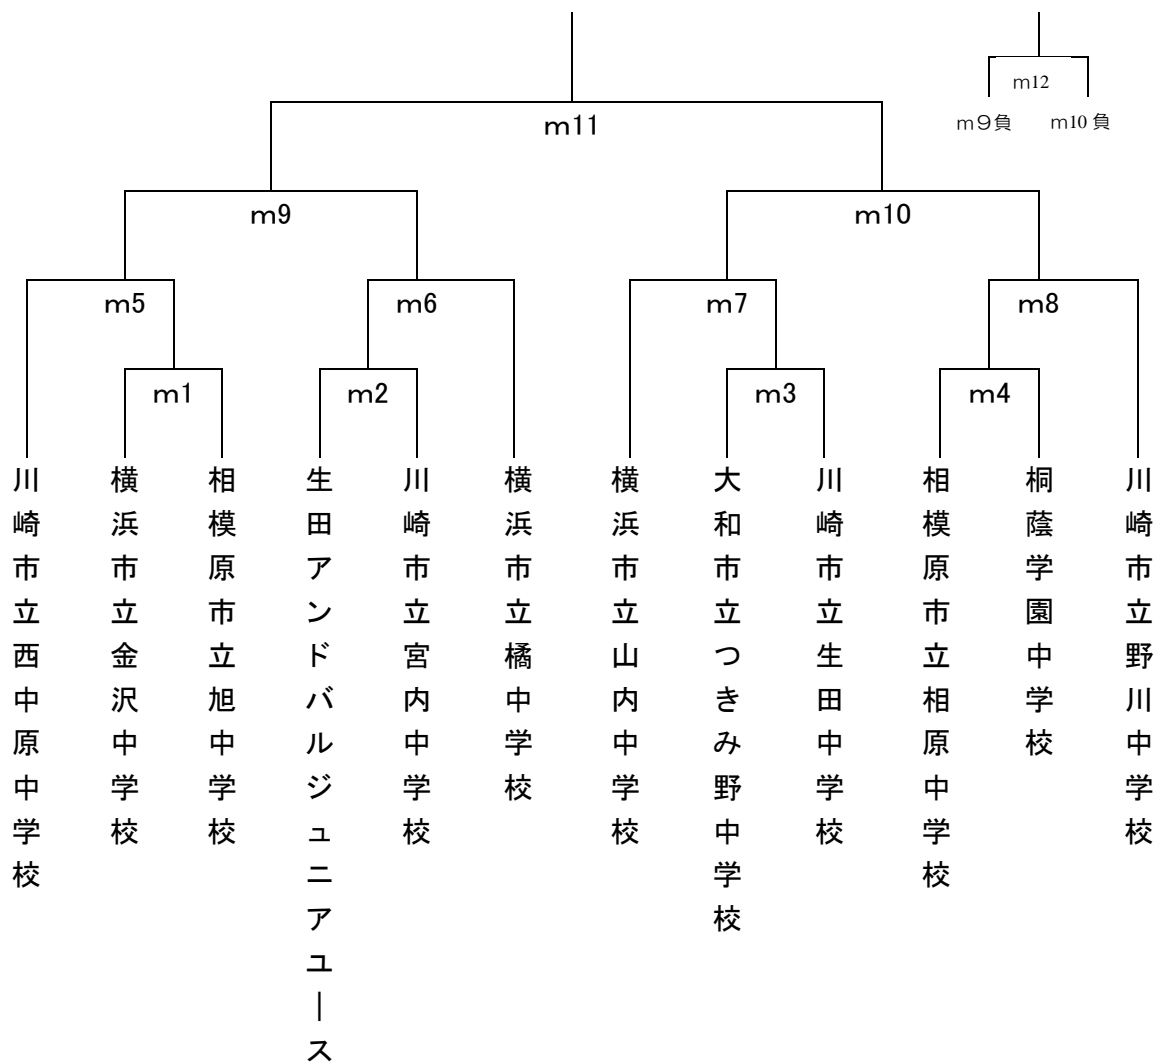 m11
m12
m9負
m10 負
m9
m10
m5
m6
m7
m8
m1
m2
m3
m4
川崎市立西中原中学校
横浜市立金沢中学校
相模原市立旭中学校
生田アンドバルジュニアユース
川崎市立宮内中学校
横浜市立橘中学校
横浜市立山内中学校
大和市立つきみ野中学校
川崎市立生田中学校
相模原市立相原中学校
桐蔭学園中学校
川崎市立野川中学校